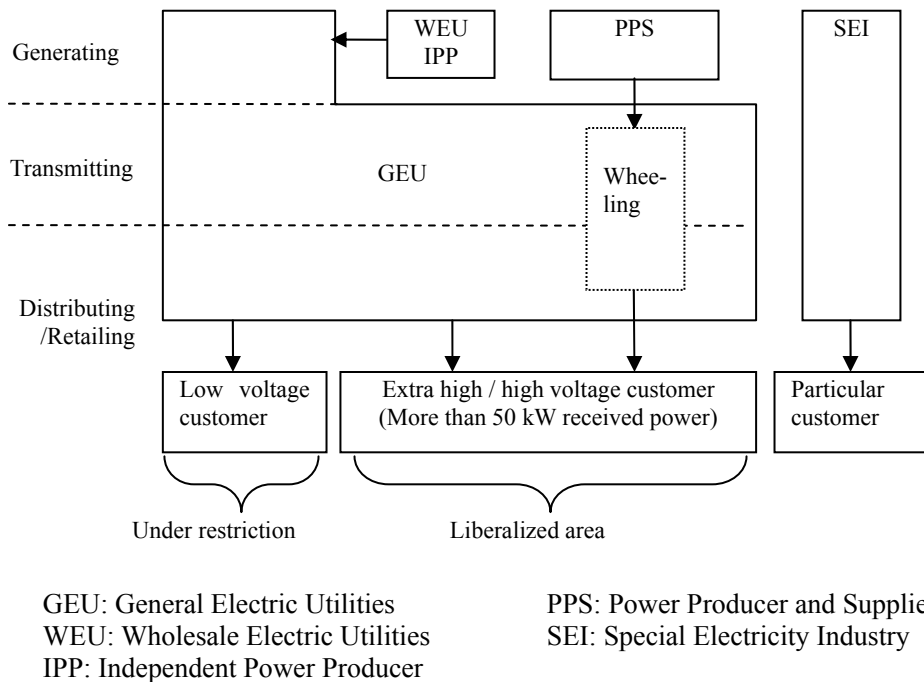 Generating
WEU
IPP
PPS
SEI
Transmitting
GEU
Whee-
ling
Distributing
/Retailing
Low voltage
customer
Extra high / high voltage customer
(More than 50 kW received power)
Particular
customer
Under restriction
Liberalized area
GEU: General Electric Utilities
PPS: Power Producer and Supplie
WEU: Wholesale Electric Utilities
SEI: Special Electricity Industry
IPP: Independent Power Producer